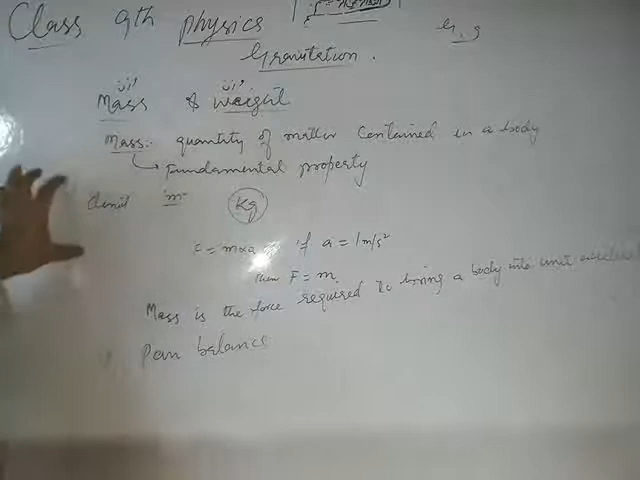 Class 9th physics
G, g
Gravitation.
Mass & weight
Mass:- quantity of matter contained in a body
Fundamental property
Unit 'm' Kg
F = m×a if a = 1 m/s²
Then F = m
Mass is the force required to bring a body into unit
Pan balance